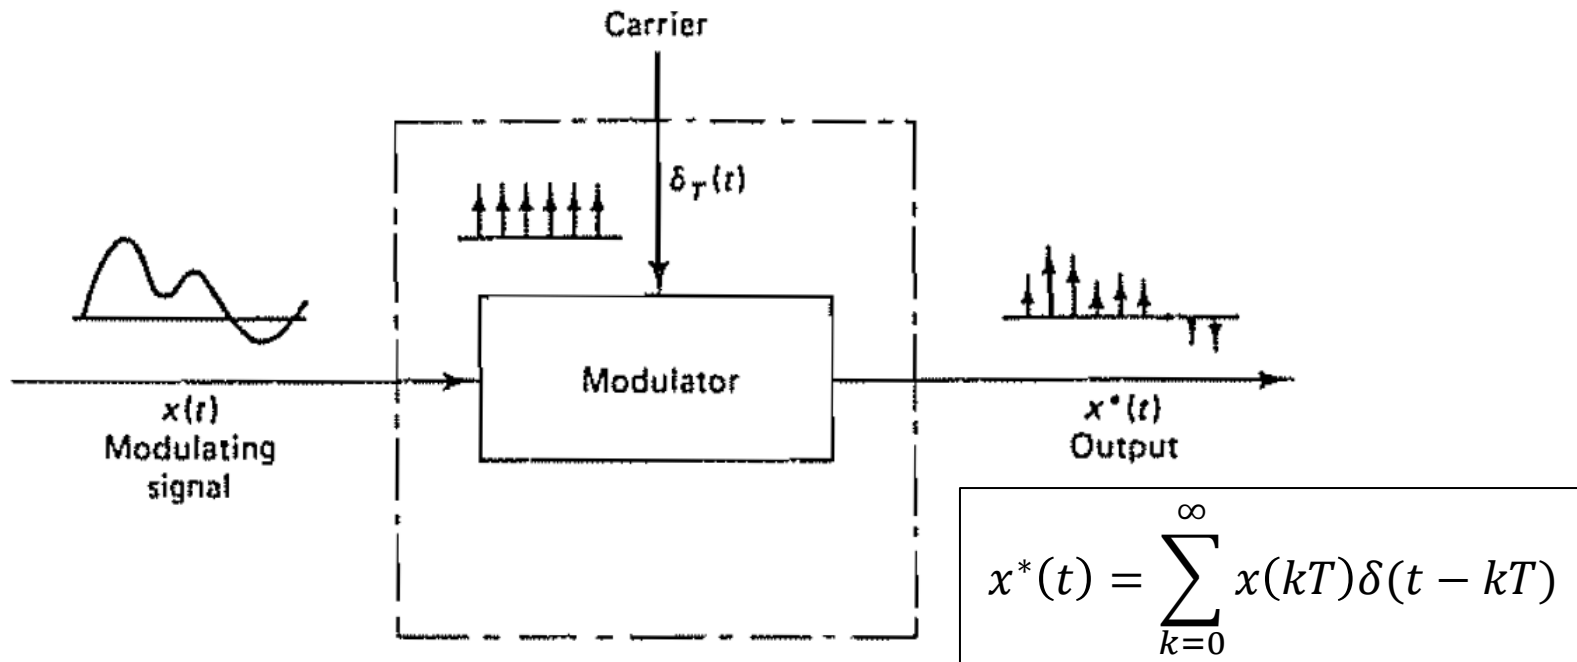 Carrier
δ_T(t)
Modulator
x(t)
Modulating
signal
x*(t)
Output
x*(t) = ∑_{k=0}^{∞} x(kT)δ(t − kT)